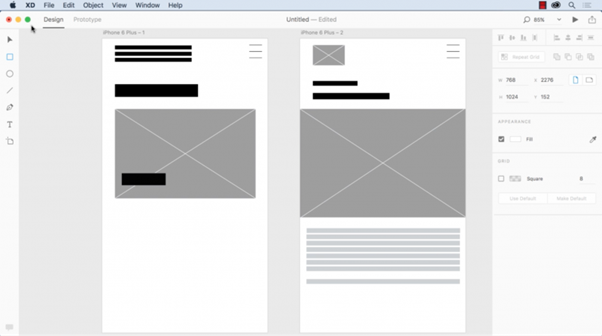 XD File Edit Object View Window Help
Design Prototype
Untitled — Edited
85%
iPhone 6 Plus – 1
iPhone 6 Plus – 2
Repeat Grid
W 768 X 2276
H 1024 Y 152
APPEARANCE
Fill
GRID
Square 8
Use Default Make Default